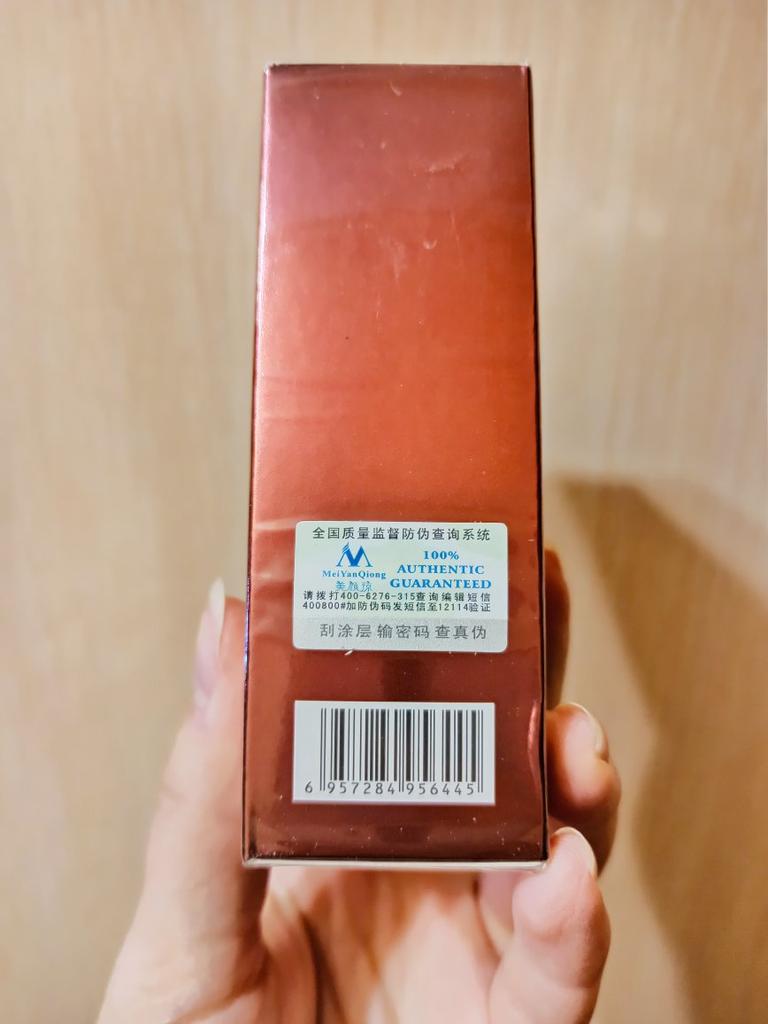 全国质量监督防伪查询系统
MeiYanQiong
美颜琼
100%
AUTHENTIC
GUARANTEED
请拨打400-6276-315查询编辑短信
400800#加防伪码发短信至12114验证
刮涂层 输密码 查真伪
6 957284 956445